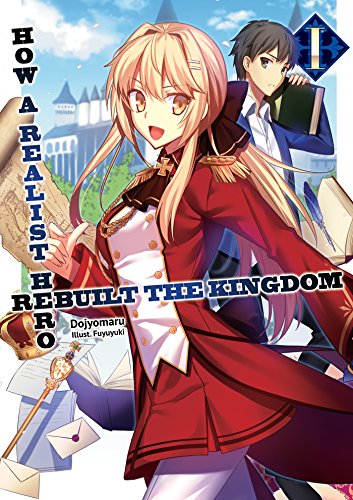 HOW A REALIST HERO
REBUILT THE KINGDOM
I
Dojyomaru
Illust. Fuyuyuki